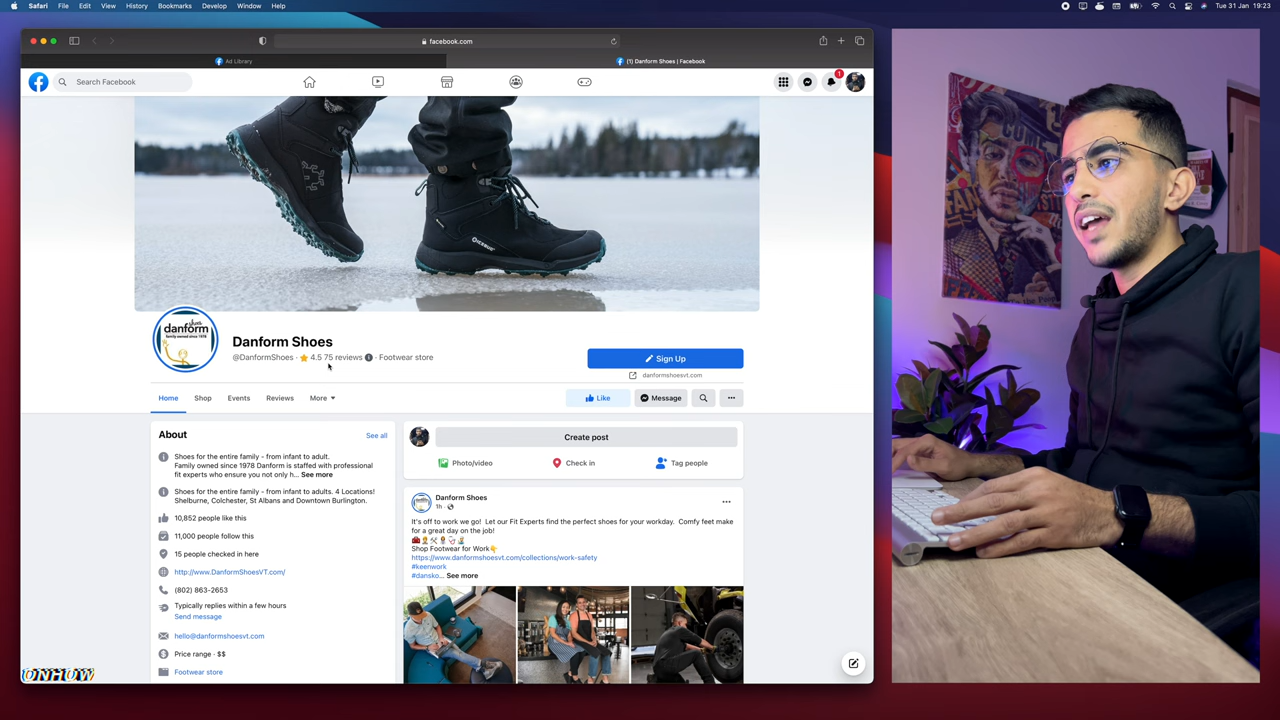 Safari File Edit View History Bookmarks Develop Window Help
Tue 31 Jan 19:23
facebook.com
Ad Library
(1) Danform Shoes | Facebook
Search Facebook
1
danform
shoes
family owned since 1978
Danform Shoes
@DanformShoes · 4.5 75 reviews · Footwear store
Sign Up
danformshoesvt.com
Home Shop Events Reviews More
Like Message
About
See all
Shoes for the entire family - from infant to adult.
Family owned since 1978 Danform is staffed with professional
fit experts who ensure you not only h... See more
Shoes for the entire family - from infant to adults. 4 Locations!
Shelburne, Colchester, St Albans and Downtown Burlington.
10,852 people like this
11,000 people follow this
15 people checked in here
http://www.DanformShoesVT.com/
(802) 863-2653
Typically replies within a few hours
Send message
hello@danformshoesvt.com
Price range · $$
Footwear store
Create post
Photo/video Check in Tag people
Danform Shoes
1h ·
It's off to work we go! Let our Fit Experts find the perfect shoes for your workday. Comfy feet make
for a great day on the job!
Shop Footwear for Work
https://www.danformshoesvt.com/collections/work-safety
#keenwork
#dansko... See more
ONHOW